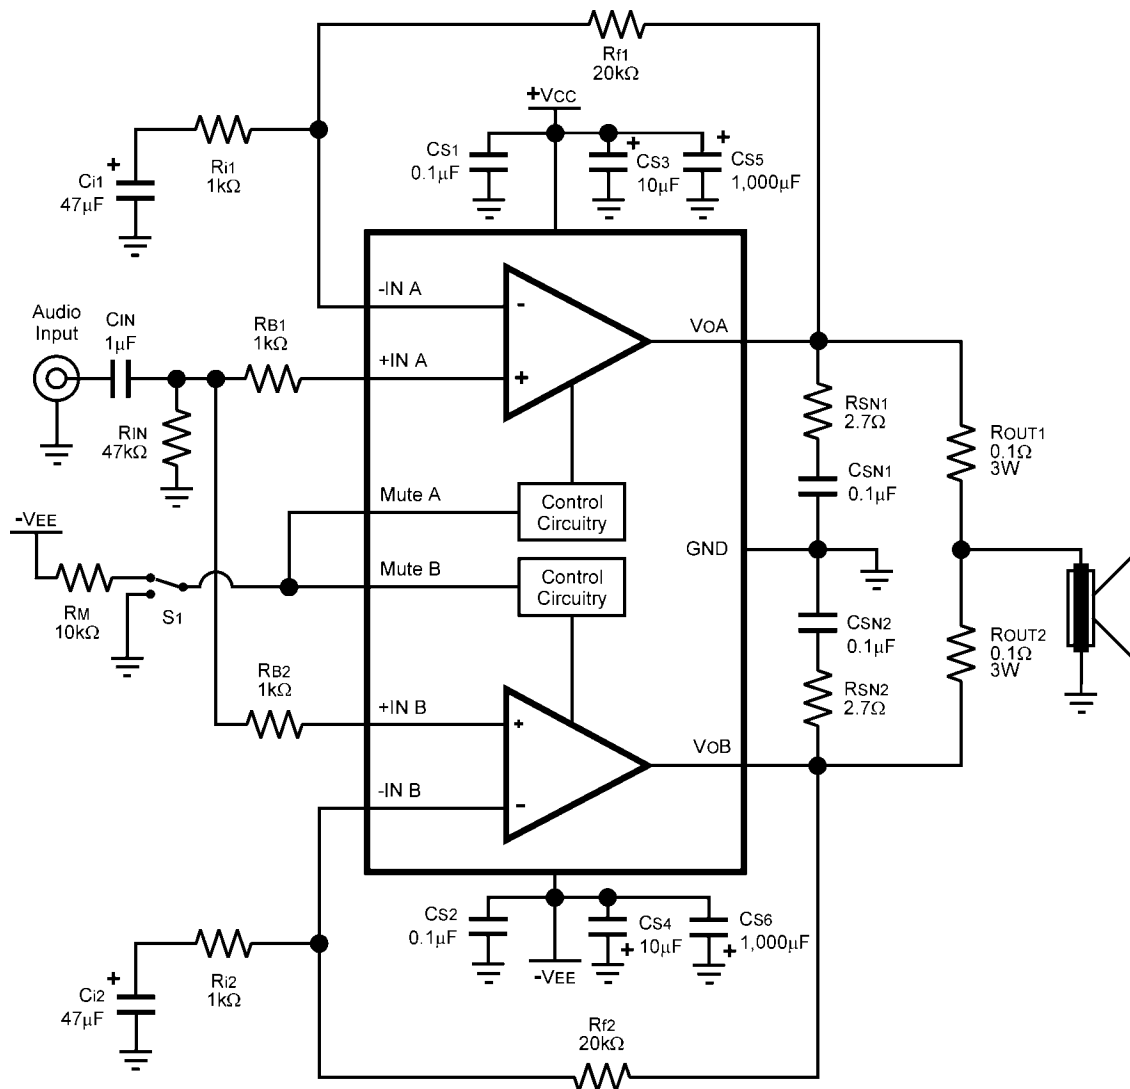 Rf1
20kΩ
+VCC
Ri1
1kΩ
Ci1
47µF
+
CS1
0.1µF
+
CS3
10µF
+
CS5
1,000µF
-IN A
-
Audio
Input
CIN
1µF
RB1
1kΩ
+IN A
+
VOA
RIN
47kΩ
RSN1
2.7Ω
ROUT1
0.1Ω
3W
Mute A
Control
Circuitry
CSN1
0.1µF
-VEE
GND
Mute B
Control
Circuitry
RM
10kΩ
S1
CSN2
0.1µF
ROUT2
0.1Ω
3W
RB2
1kΩ
+IN B
+
RSN2
2.7Ω
VOB
-IN B
-
CS2
0.1µF
CS4
10µF
+
CS6
1,000µF
+
-VEE
Ri2
1kΩ
Ci2
47µF
+
Rf2
20kΩ